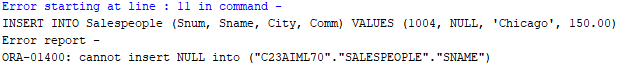 Error starting at line : 11 in command -
INSERT INTO Salespeople (Snum, Sname, City, Comm) VALUES (1004, NULL, 'Chicago', 150.00)
Error report -
ORA-01400: cannot insert NULL into ("C23AIML70"."SALESPEOPLE"."SNAME")